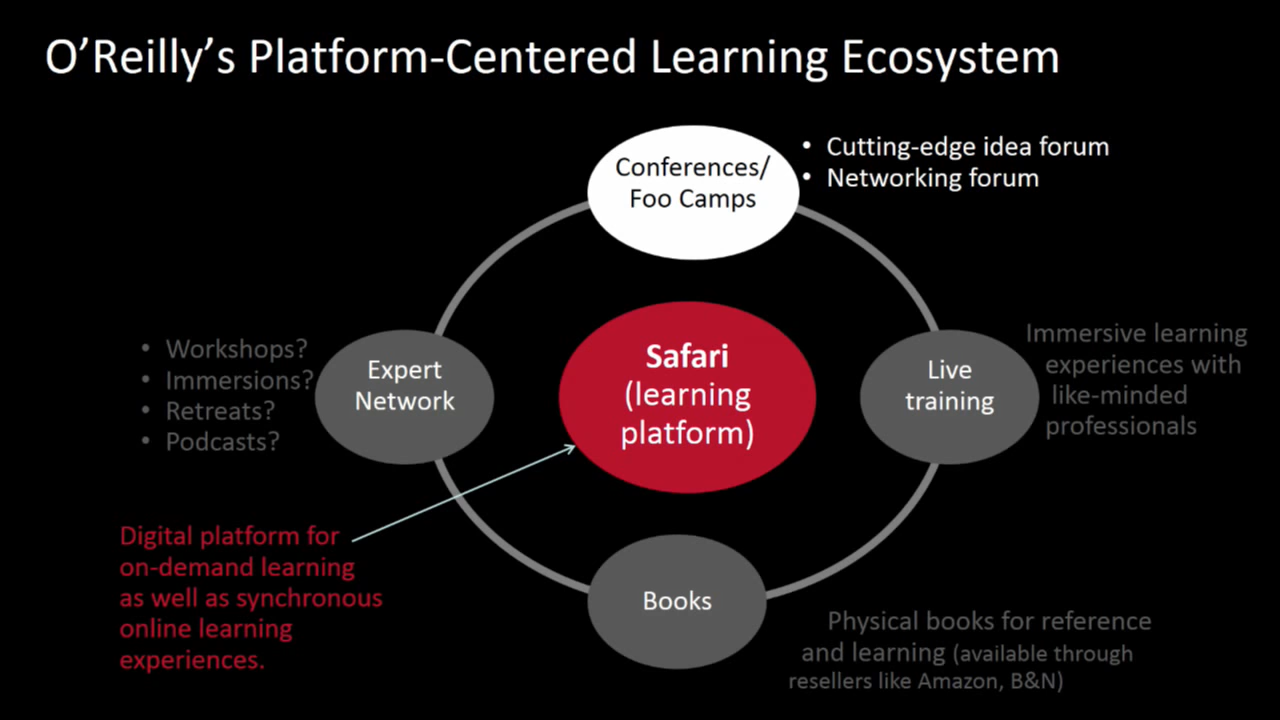 O'Reilly's Platform-Centered Learning Ecosystem
Conferences/
Foo Camps
• Cutting-edge idea forum
• Networking forum
• Workshops?
• Immersions?
• Retreats?
• Podcasts?
Expert
Network
Safari
(learning
platform)
Live
training
Immersive learning
experiences with
like-minded
professionals
Digital platform for
on-demand learning
as well as synchronous
online learning
experiences.
Books
Physical books for reference
and learning (available through
resellers like Amazon, B&N)